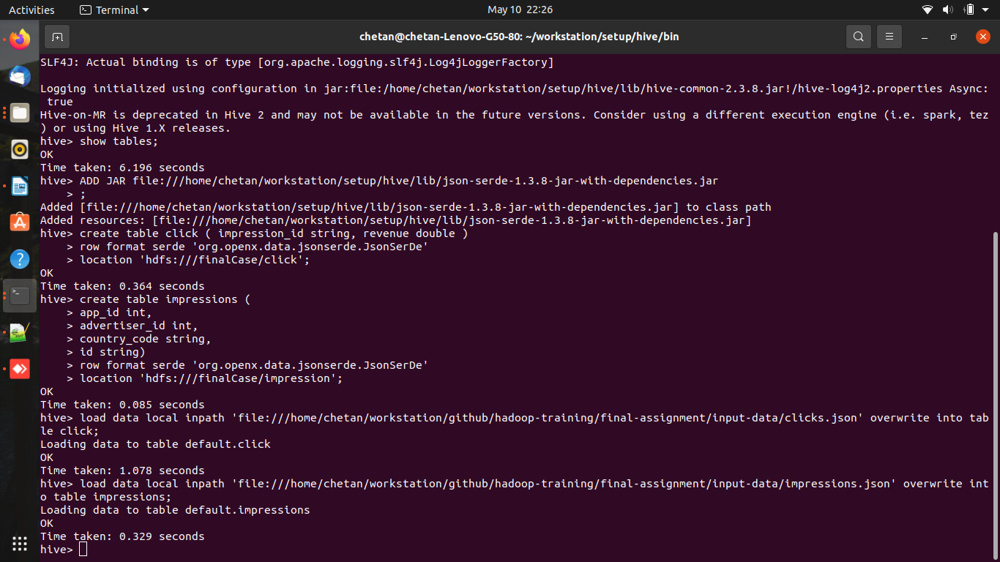 Activities
Terminal
May 10 22:26
chetan@chetan-Lenovo-G50-80: ~/workstation/setup/hive/bin
SLF4J: Actual binding is of type [org.apache.logging.slf4j.Log4jLoggerFactory]
Logging initialized using configuration in jar:file:/home/chetan/workstation/setup/hive/lib/hive-common-2.3.8.jar!/hive-log4j2.properties Async:
true
Hive-on-MR is deprecated in Hive 2 and may not be available in the future versions. Consider using a different execution engine (i.e. spark, tez
) or using Hive 1.X releases.
hive> show tables;
OK
Time taken: 6.196 seconds
hive> ADD JAR file:///home/chetan/workstation/setup/hive/lib/json-serde-1.3.8-jar-with-dependencies.jar
    > ;
Added [file:///home/chetan/workstation/setup/hive/lib/json-serde-1.3.8-jar-with-dependencies.jar] to class path
Added resources: [file:///home/chetan/workstation/setup/hive/lib/json-serde-1.3.8-jar-with-dependencies.jar]
hive> create table click ( impression_id string, revenue double )
    > row format serde 'org.openx.data.jsonserde.JsonSerDe'
    > location 'hdfs:///finalCase/click';
OK
Time taken: 0.364 seconds
hive> create table impressions (
    > app_id int,
    > advertiser_id int,
    > country_code string,
    > id string)
    > row format serde 'org.openx.data.jsonserde.JsonSerDe'
    > location 'hdfs:///finalCase/impression';
OK
Time taken: 0.085 seconds
hive> load data local inpath 'file:///home/chetan/workstation/github/hadoop-training/final-assignment/input-data/clicks.json' overwrite into tab
le click;
Loading data to table default.click
OK
Time taken: 1.078 seconds
hive> load data local inpath 'file:///home/chetan/workstation/github/hadoop-training/final-assignment/input-data/impressions.json' overwrite int
o table impressions;
Loading data to table default.impressions
OK
Time taken: 0.329 seconds
hive>